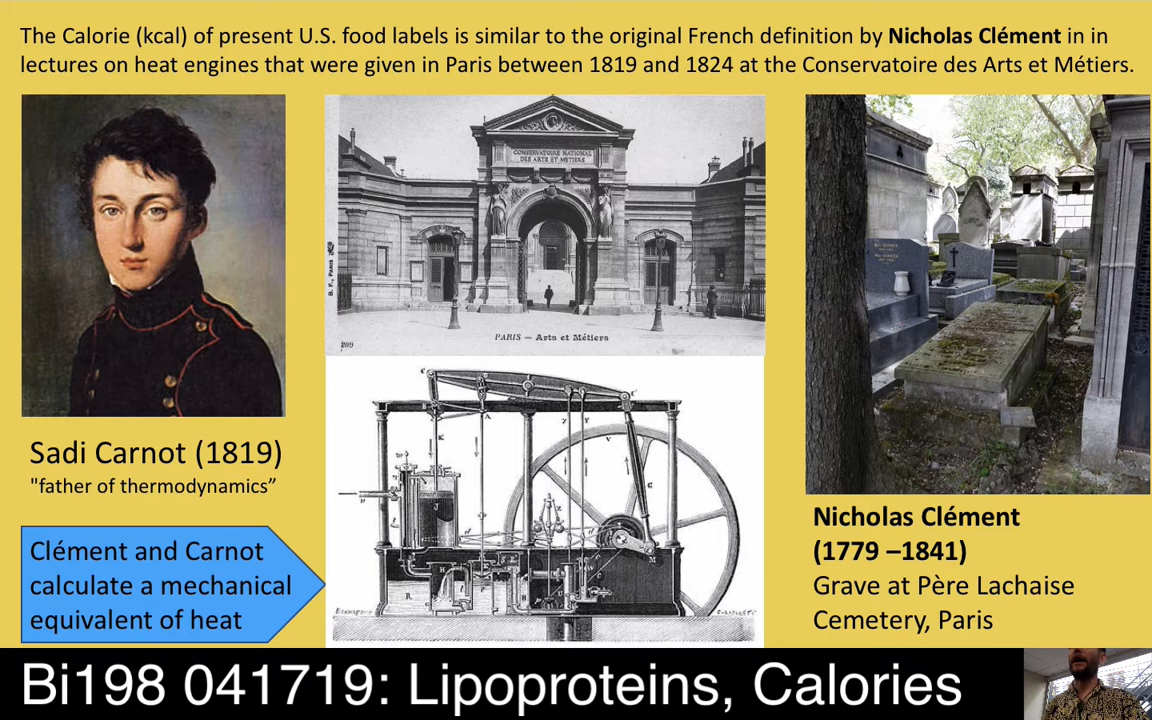 The Calorie (kcal) of present U.S. food labels is similar to the original French definition by Nicholas Clément in in
lectures on heat engines that were given in Paris between 1819 and 1824 at the Conservatoire des Arts et Métiers.
CONSERVATOIRE NATIONAL
DES ARTS ET METIERS
B. F., PARIS
209
PARIS — Arts et Métiers
Sadi Carnot (1819)
"father of thermodynamics”
Clément and Carnot
calculate a mechanical
equivalent of heat
Nicholas Clément
(1779 –1841)
Grave at Père Lachaise
Cemetery, Paris
Bi198 041719: Lipoproteins, Calories